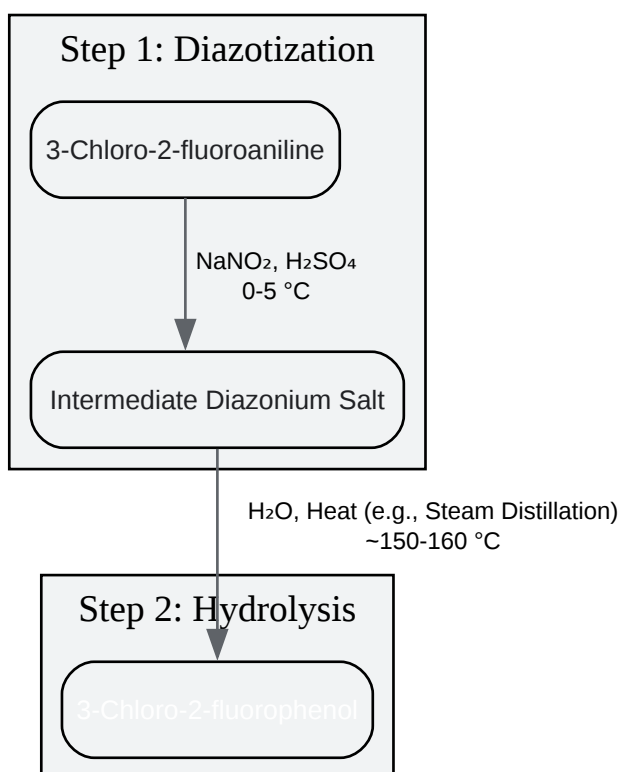 Step 1: Diazotization
3-Chloro-2-fluoroaniline
NaNO₂, H₂SO₄
0-5 °C
Intermediate Diazonium Salt
H₂O, Heat (e.g., Steam Distillation)
~150-160 °C
Step 2: Hydrolysis
3-Chloro-2-fluorophenol